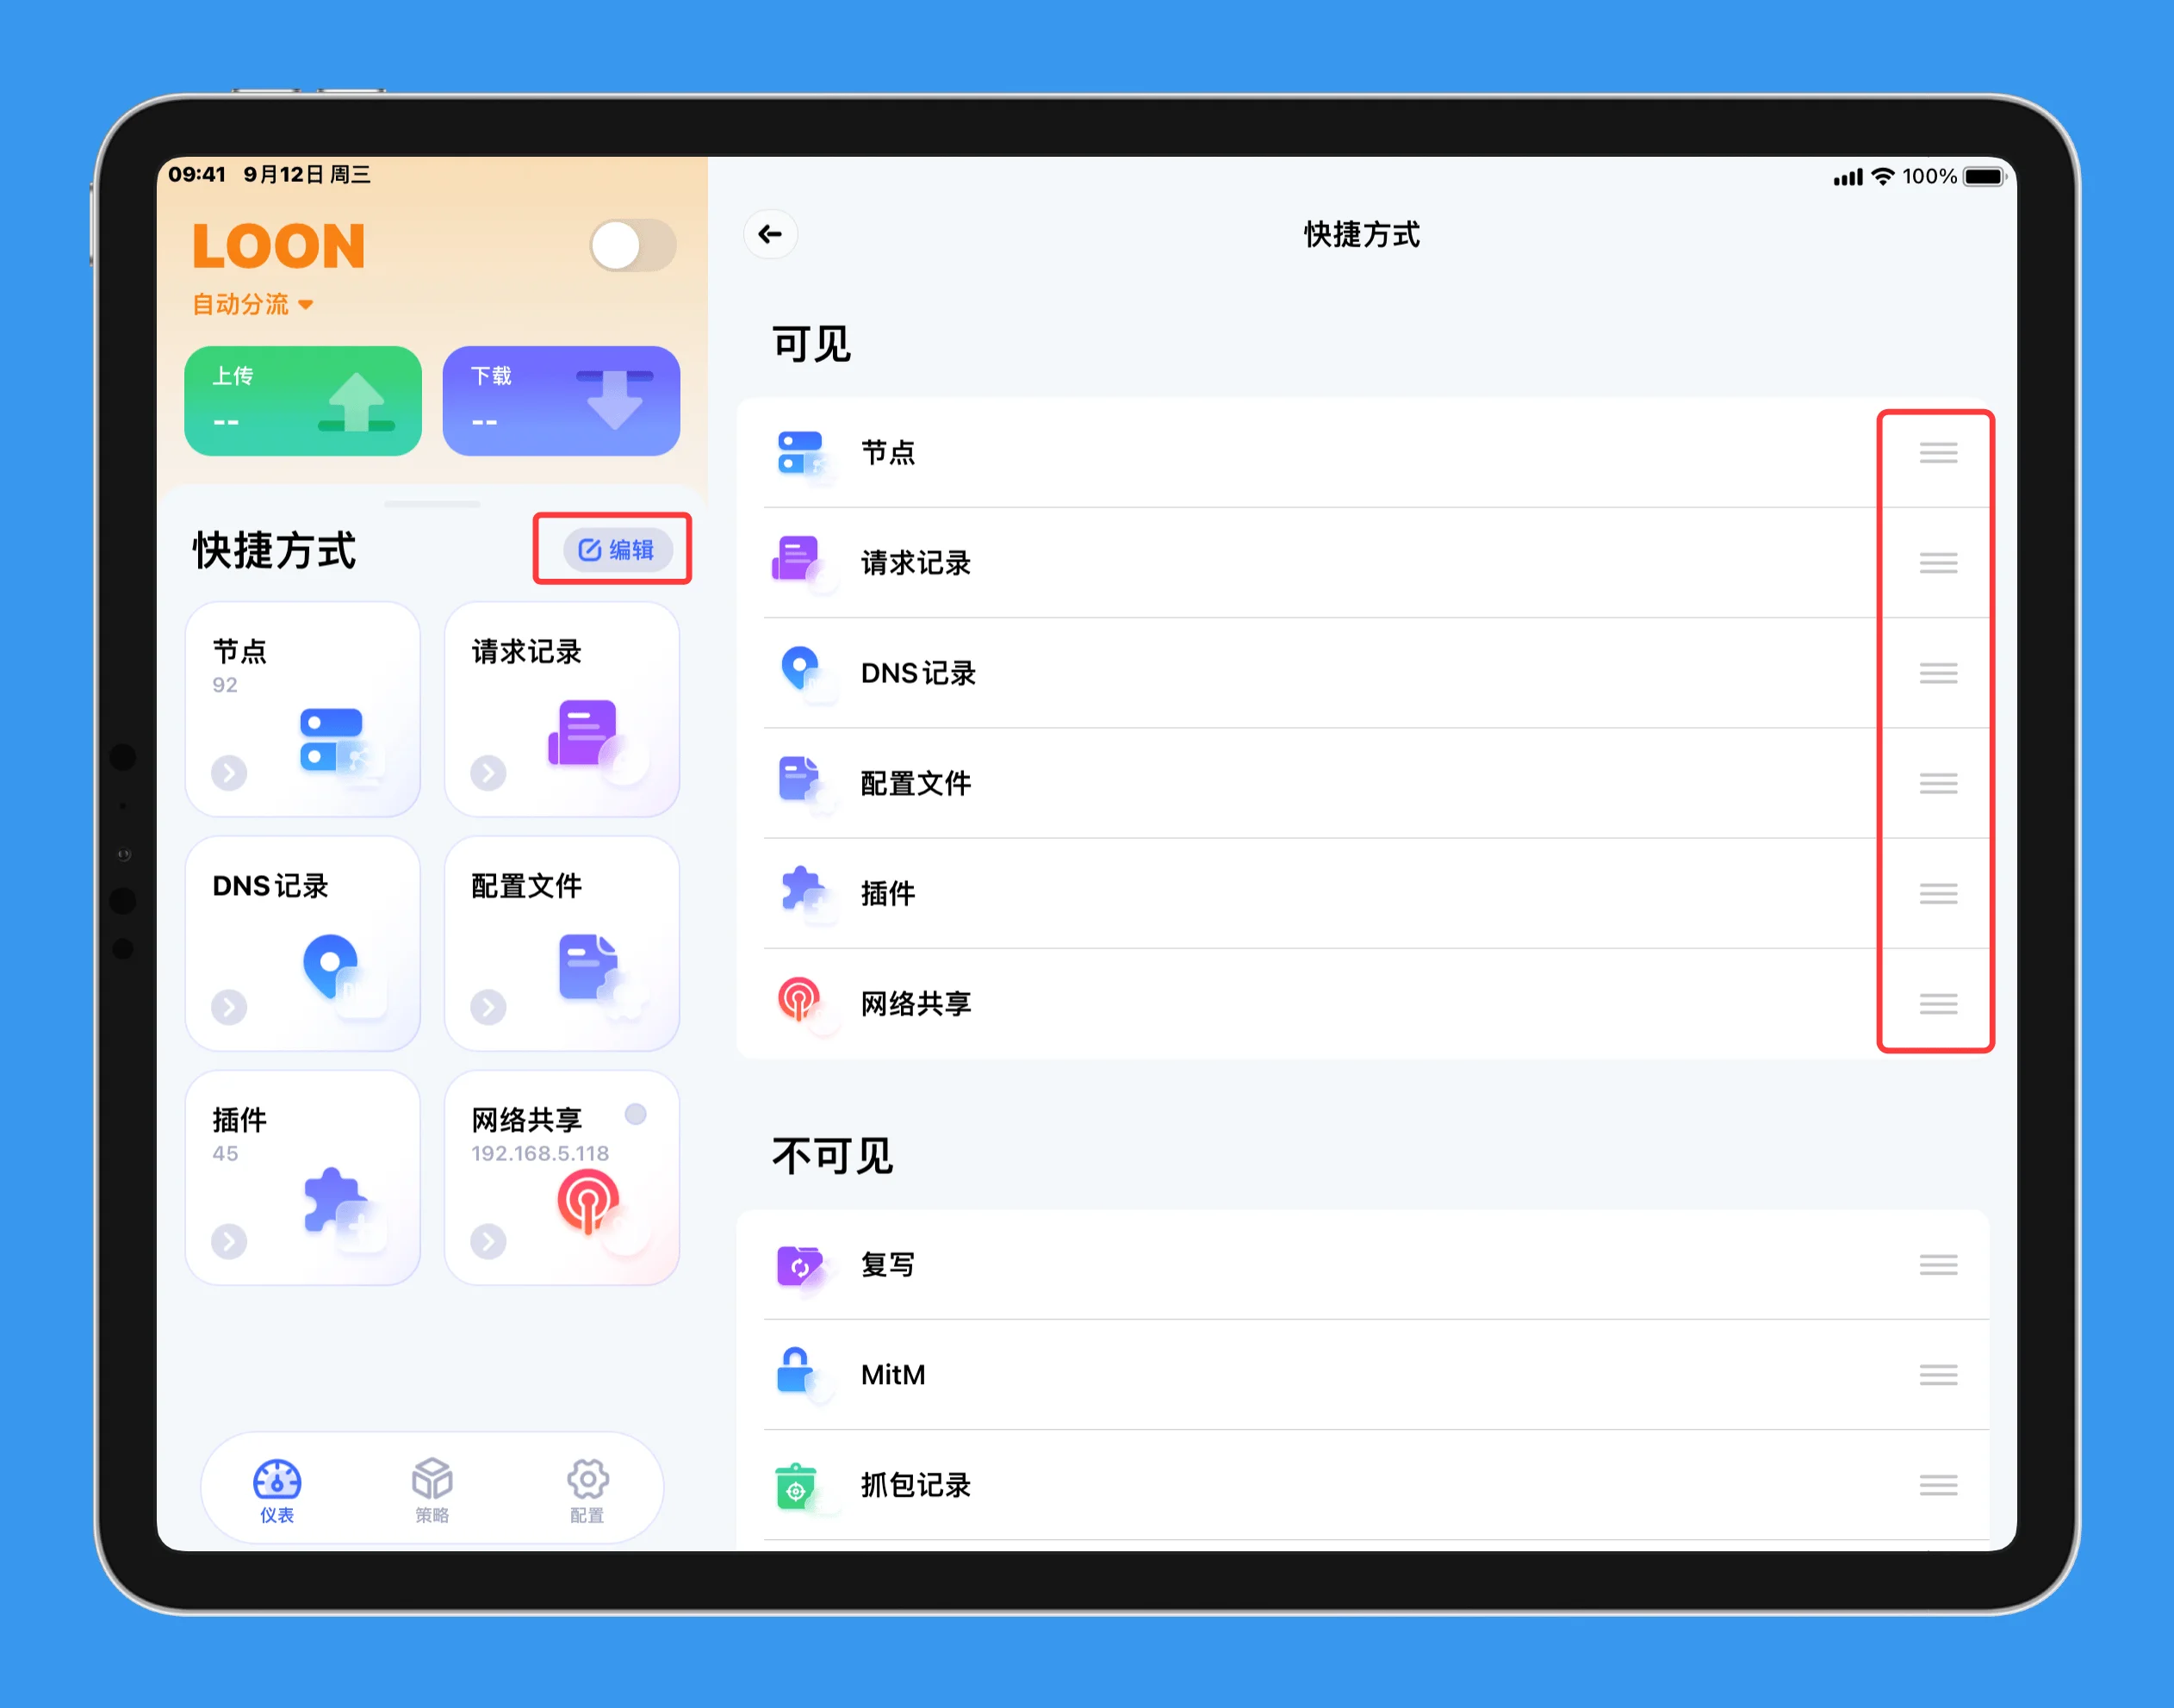 09:41 9月12日 周三
100%
LOON
自动分流
上传
--
下载
--
快捷方式
编辑
节点
92
请求记录
DNS记录
配置文件
插件
45
网络共享
192.168.5.118
仪表
策略
配置
快捷方式
可见
节点
请求记录
DNS记录
配置文件
插件
网络共享
不可见
复写
MitM
抓包记录